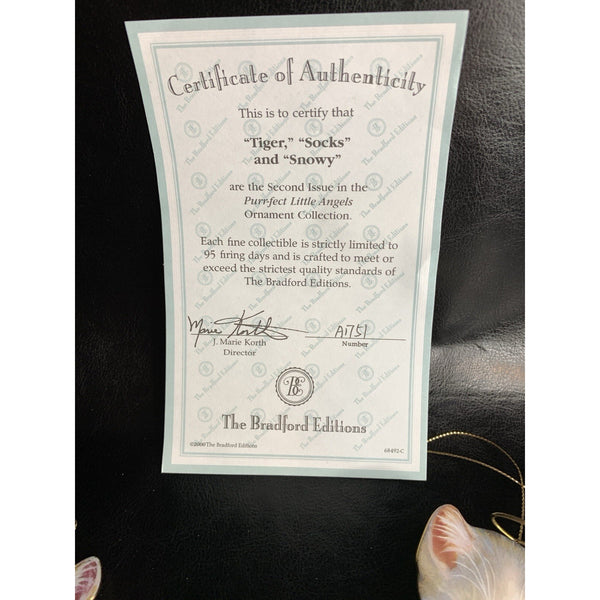 Certificate of Authenticity
This is to certify that
“Tiger,” “Socks”
and “Snowy”
are the Second Issue in the
Purr-fect Little Angels
Ornament Collection.
Each fine collectible is strictly limited to
95 firing days and is crafted to meet or
exceed the strictest quality standards of
The Bradford Editions.
Marie Korth
A1751
J. Marie Korth
Number
Director
BE
The Bradford Editions
©2000 The Bradford Editions
68492-C